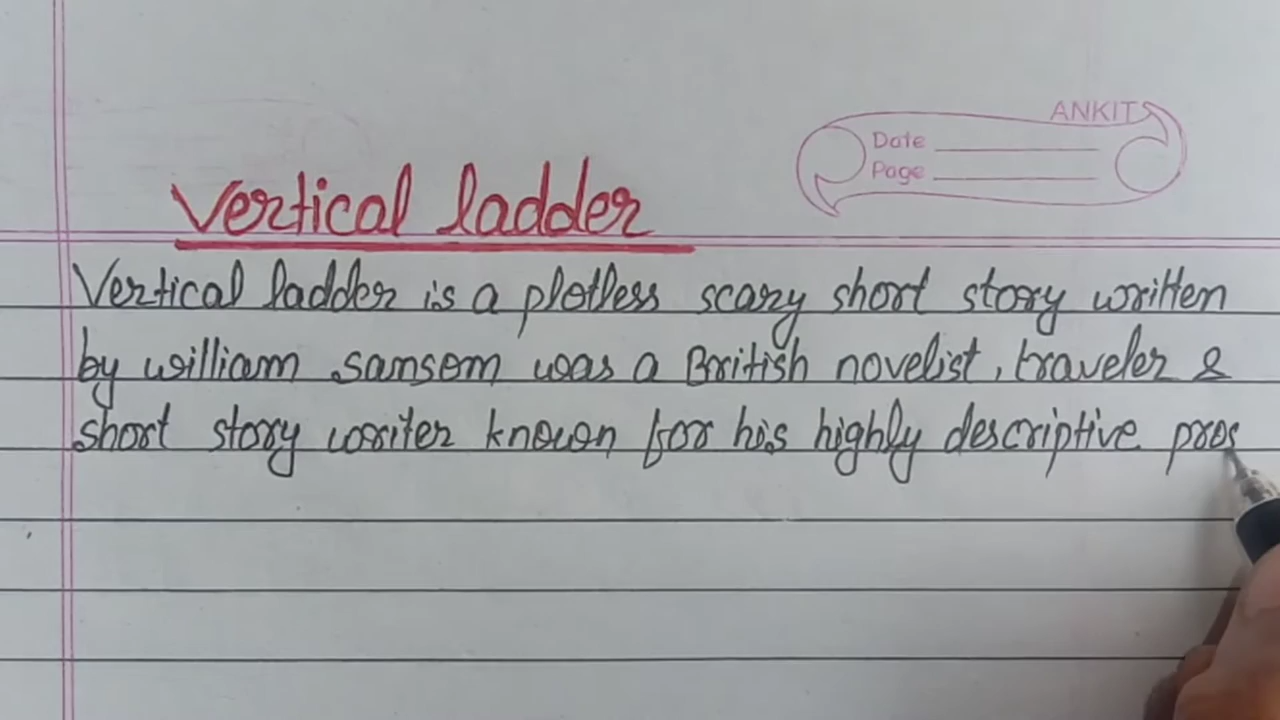 ANKIT
Date
Page
Vertical ladder
Vertical ladder is a plotless scary short story written
by william sansom was a British novelist, traveler &
short story writer known for his highly descriptive pros